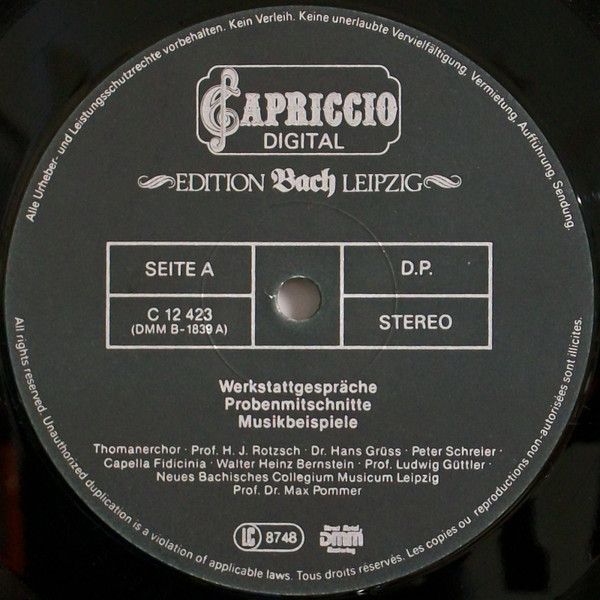 Alle Urheber- und Leistungsschutzrechte vorbehalten. Kein Verleih. Keine unerlaubte Vervielfältigung, Vermietung, Aufführung, Sendung.
CAPRICCIO
DIGITAL
EDITION Bach LEIPZIG
SEITE A
D.P.
C 12 423
(DMM B-1839 A)
STEREO
Werkstattgespräche
Probenmitschnitte
Musikbeispiele
Thomanerchor · Prof. H. J. Rotzsch · Dr. Hans Grüss · Peter Schreier ·
Capella Fidicinia · Walter Heinz Bernstein · Prof. Ludwig Güttler ·
Neues Bachisches Collegium Musicum Leipzig
Prof. Dr. Max Pommer
LC 8748
Direct Metal
DMM
Mastering
All rights reserved. Unauthorized duplication is a violation of applicable laws. Tous droits réservés. Les copies ou reproductions non-autorisées sont illicites.